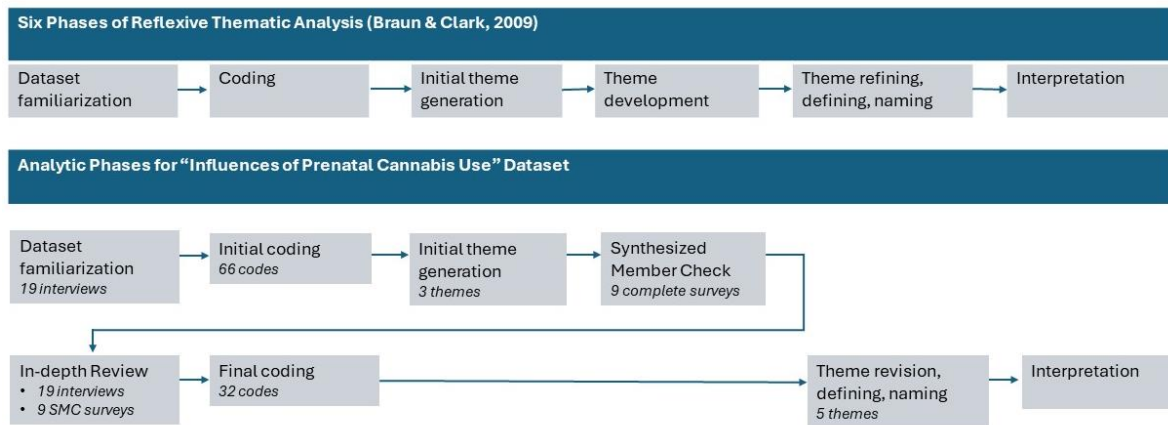 Six Phases of Reflexive Thematic Analysis (Braun & Clark, 2009)
Dataset
familiarization
Coding
Initial theme
generation
Theme
development
Theme refining,
defining, naming
Interpretation
Analytic Phases for “Influences of Prenatal Cannabis Use” Dataset
Dataset
familiarization
19 interviews
Initial coding
66 codes
Initial theme
generation
3 themes
Synthesized
Member Check
9 complete surveys
In-depth Review
• 19 interviews
• 9 SMC surveys
Final coding
32 codes
Theme revision,
defining, naming
5 themes
Interpretation